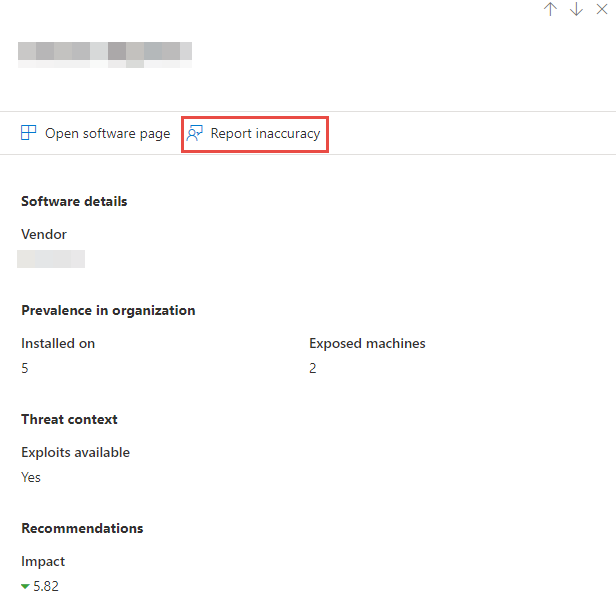 Open software page Report inaccuracy
Software details
Vendor
Prevalence in organization
Installed on Exposed machines
5 2
Threat context
Exploits available
Yes
Recommendations
Impact
5.82